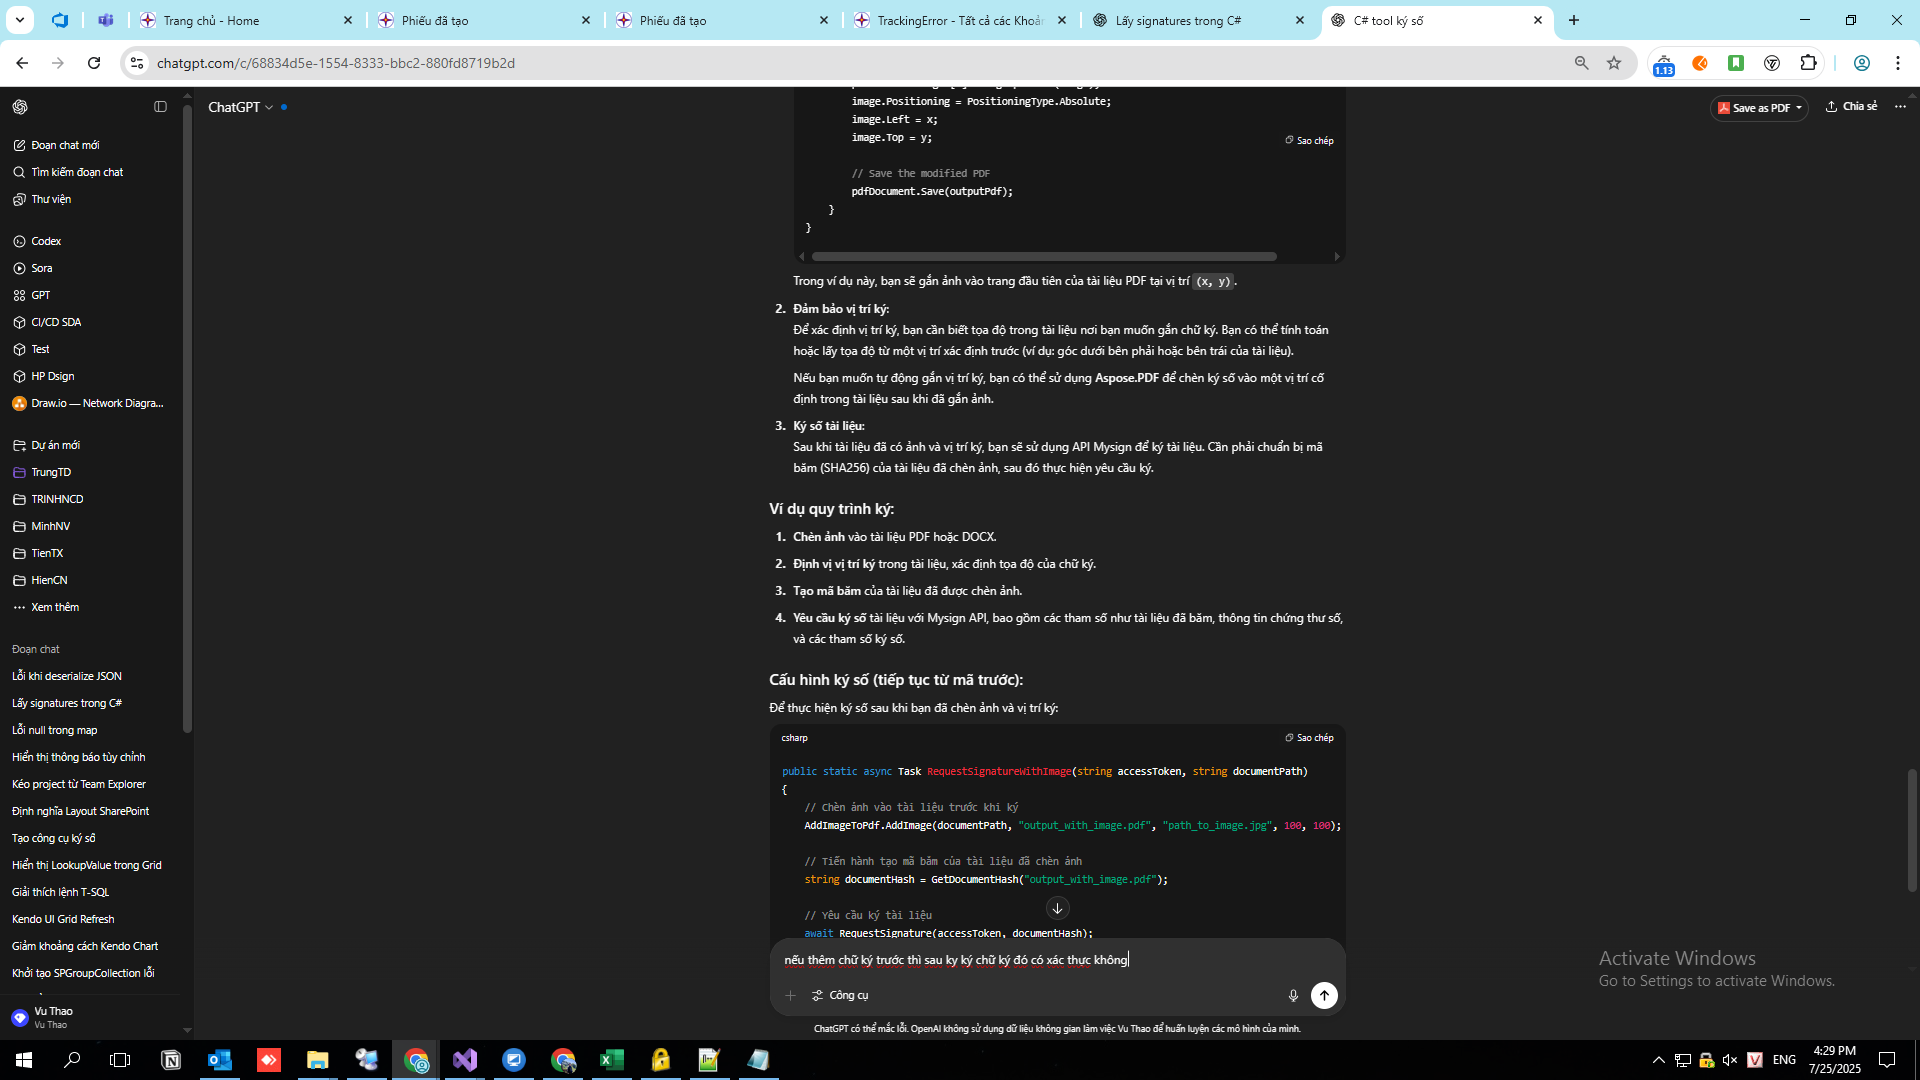 Trang chủ - Home
Phiếu đã tạo
Phiếu đã tạo
TrackingError - Tất cả các Khoản
Lấy signatures trong C#
C# tool ký số
chatgpt.com/c/68834d5e-1554-8333-bbc2-880fd8719b2d
1.13
ChatGPT
Save as PDF
Chia sẻ
Đoạn chat mới
Tìm kiếm đoạn chat
Thư viện
Codex
Sora
GPT
CI/CD SDA
Test
HP Dsign
Draw.io — Network Diagra...
Dự án mới
TrungTD
TRINHNCD
MinhNV
TienTX
HienCN
Xem thêm
Đoạn chat
Lỗi khi deserialize JSON
Lấy signatures trong C#
Lỗi null trong map
Hiển thị thông báo tùy chỉnh
Kéo project từ Team Explorer
Định nghĩa Layout SharePoint
Tạo công cụ ký số
Hiển thị LookupValue trong Grid
Giải thích lệnh T-SQL
Kendo UI Grid Refresh
Giảm khoảng cách Kendo Chart
Khởi tạo SPGroupCollection lỗi
Vu Thao
Vu Thao
image.Positioning = PositioningType.Absolute;
image.Left = x;
image.Top = y;
Sao chép
// Save the modified PDF
pdfDocument.Save(outputPdf);
}
}
Trong ví dụ này, bạn sẽ gắn ảnh vào trang đầu tiên của tài liệu PDF tại vị trí (x, y).
2. Đảm bảo vị trí ký:
Để xác định vị trí ký, bạn cần biết tọa độ trong tài liệu nơi bạn muốn gắn chữ ký. Bạn có thể tính toán
hoặc lấy tọa độ từ một vị trí xác định trước (ví dụ: góc dưới bên phải hoặc bên trái của tài liệu).
Nếu bạn muốn tự động gắn vị trí ký, bạn có thể sử dụng Aspose.PDF để chèn ký số vào một vị trí cố
định trong tài liệu sau khi đã gắn ảnh.
3. Ký số tài liệu:
Sau khi tài liệu đã có ảnh và vị trí ký, bạn sẽ sử dụng API Mysign để ký tài liệu. Cần phải chuẩn bị mã
băm (SHA256) của tài liệu đã chèn ảnh, sau đó thực hiện yêu cầu ký.
Ví dụ quy trình ký:
1. Chèn ảnh vào tài liệu PDF hoặc DOCX.
2. Định vị vị trí ký trong tài liệu, xác định tọa độ của chữ ký.
3. Tạo mã băm của tài liệu đã được chèn ảnh.
4. Yêu cầu ký số tài liệu với Mysign API, bao gồm các tham số như tài liệu đã băm, thông tin chứng thư số,
và các tham số ký số.
Cấu hình ký số (tiếp tục từ mã trước):
Để thực hiện ký số sau khi bạn đã chèn ảnh và vị trí ký:
csharp
Sao chép
public static async Task RequestSignatureWithImage(string accessToken, string documentPath)
{
// Chèn ảnh vào tài liệu trước khi ký
AddImageToPdf.AddImage(documentPath, "output_with_image.pdf", "path_to_image.jpg", 100, 100);
// Tiến hành tạo mã băm của tài liệu đã chèn ảnh
string documentHash = GetDocumentHash("output_with_image.pdf");
// Yêu cầu ký tài liệu
await RequestSignature(accessToken, documentHash);
nếu thêm chữ ký trước thì sau ky ký chữ ký đó có xác thực không
Công cụ
ChatGPT có thể mắc lỗi. OpenAI không sử dụng dữ liệu không gian làm việc Vu Thao để huấn luyện các mô hình của mình.
Activate Windows
Go to Settings to activate Windows.
ENG
4:29 PM
7/25/2025